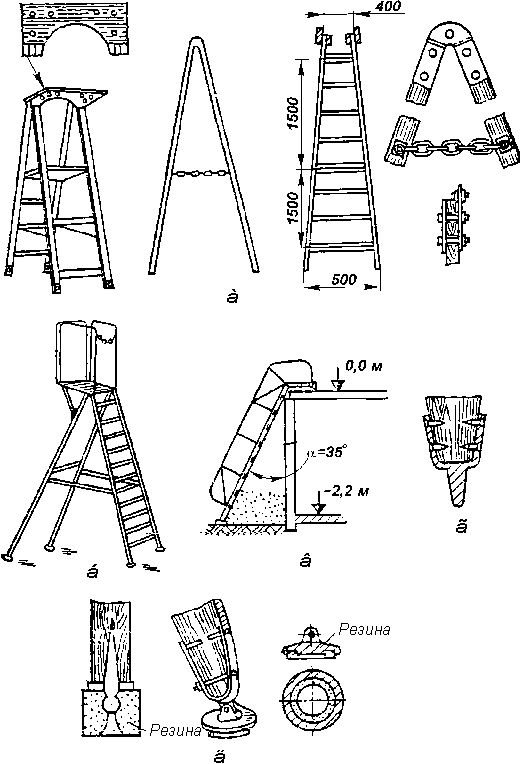 400
1500
1500
500
à
0,0 м
α=35°
-2,2 м
á
â
ã
Резина
Резина
ä